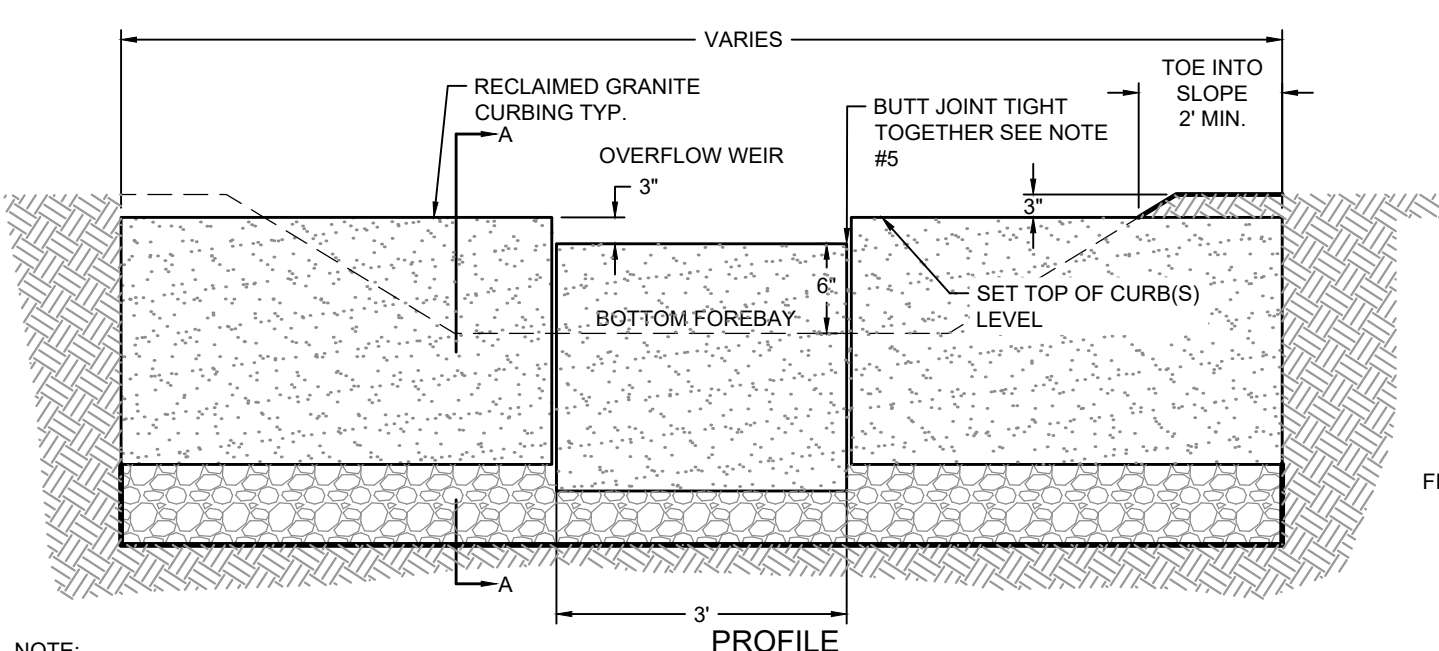 VARIES
TOE INTO
SLOPE
2' MIN.
RECLAIMED GRANITE
CURBING TYP.
A
BUTT JOINT TIGHT
TOGETHER SEE NOTE
#5
OVERFLOW WEIR
3"
3"
6"
SET TOP OF CURB(S)
LEVEL
BOTTOM FOREBAY
A
3'
PROFILE
NOTE: